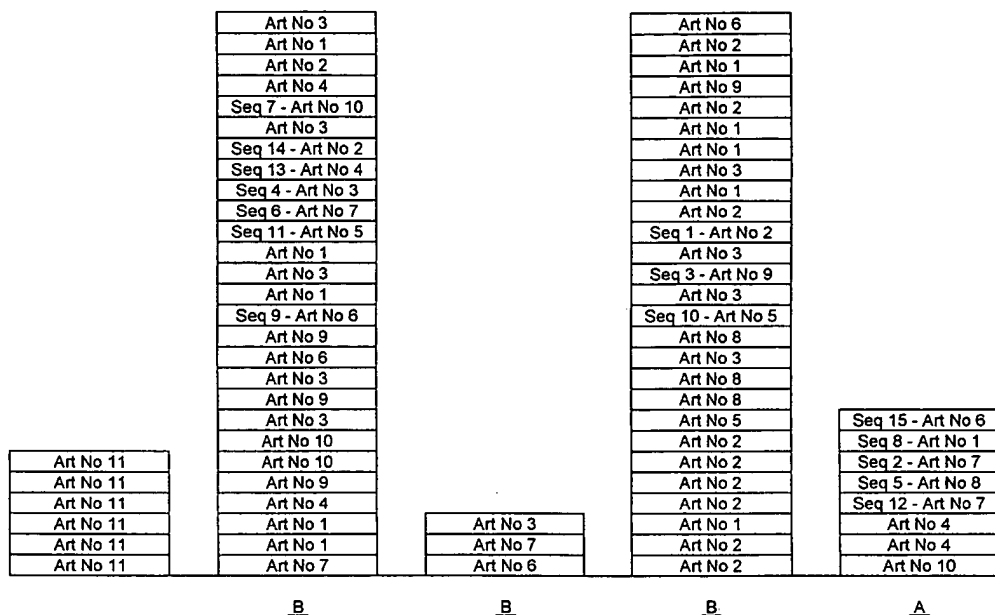 Art No 11
Art No 11
Art No 11
Art No 11
Art No 11
Art No 11
Art No 3
Art No 1
Art No 2
Art No 4
Seq 7 - Art No 10
Art No 3
Seq 14 - Art No 2
Seq 13 - Art No 4
Seq 4 - Art No 3
Seq 6 - Art No 7
Seq 11 - Art No 5
Art No 1
Art No 3
Art No 1
Seq 9 - Art No 6
Art No 9
Art No 6
Art No 3
Art No 9
Art No 3
Art No 10
Art No 10
Art No 9
Art No 4
Art No 1
Art No 1
Art No 7
B
Art No 3
Art No 7
Art No 6
B
Art No 6
Art No 2
Art No 1
Art No 9
Art No 2
Art No 1
Art No 1
Art No 3
Art No 1
Art No 2
Seq 1 - Art No 2
Art No 3
Seq 3 - Art No 9
Art No 3
Seq 10 - Art No 5
Art No 8
Art No 3
Art No 8
Art No 8
Art No 5
Art No 2
Art No 2
Art No 2
Art No 2
Art No 1
Art No 2
Art No 2
B
Seq 15 - Art No 6
Seq 8 - Art No 1
Seq 2 - Art No 7
Seq 5 - Art No 8
Seq 12 - Art No 7
Art No 4
Art No 4
Art No 10
A